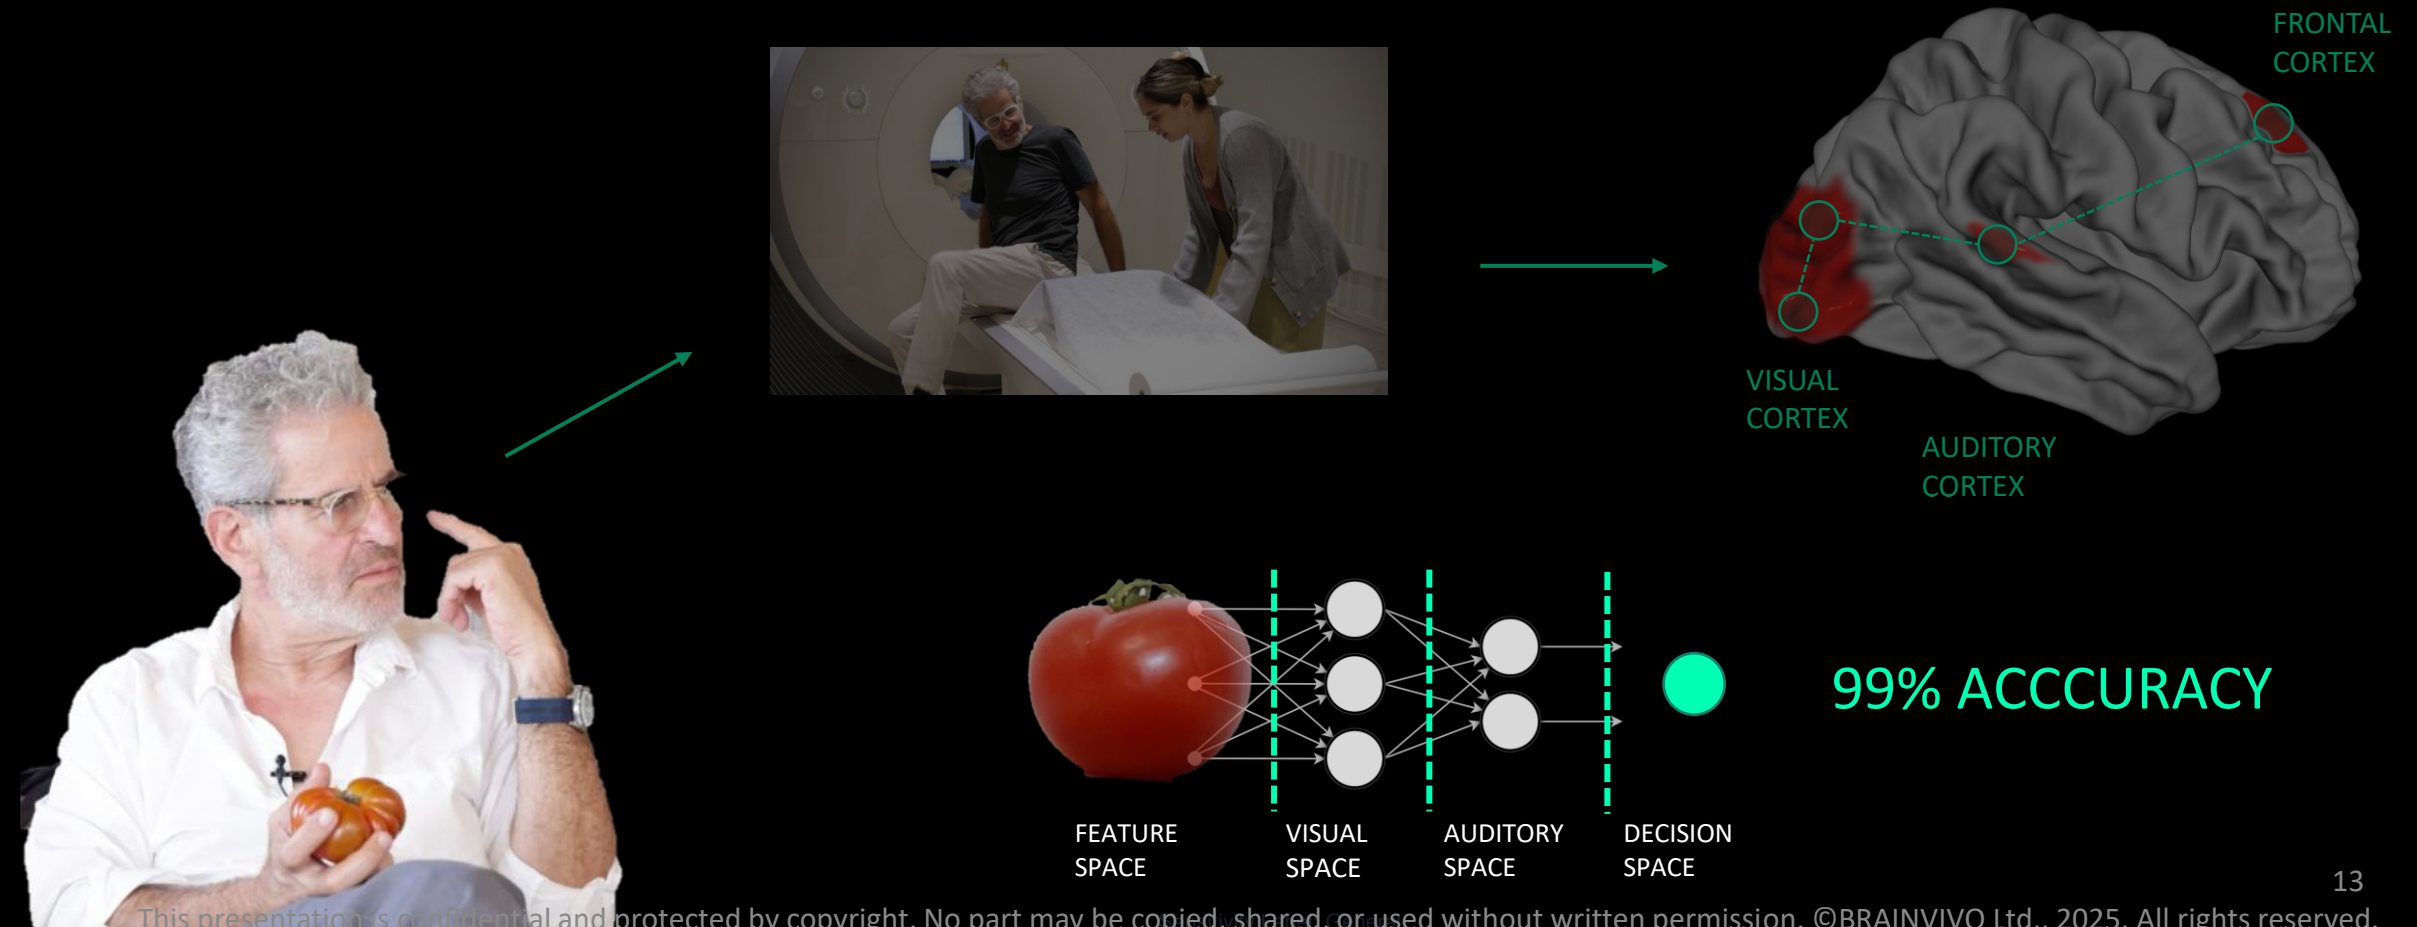 FRONTAL
CORTEX
VISUAL
CORTEX
AUDITORY
CORTEX
99% ACCCURACY
FEATURE
SPACE
VISUAL
SPACE
AUDITORY
SPACE
DECISION
SPACE
13
This presentation is confidential and protected by copyright. No part may be copied, shared, or used without written permission. ©BRAINVIVO Ltd., 2025. All rights reserved.